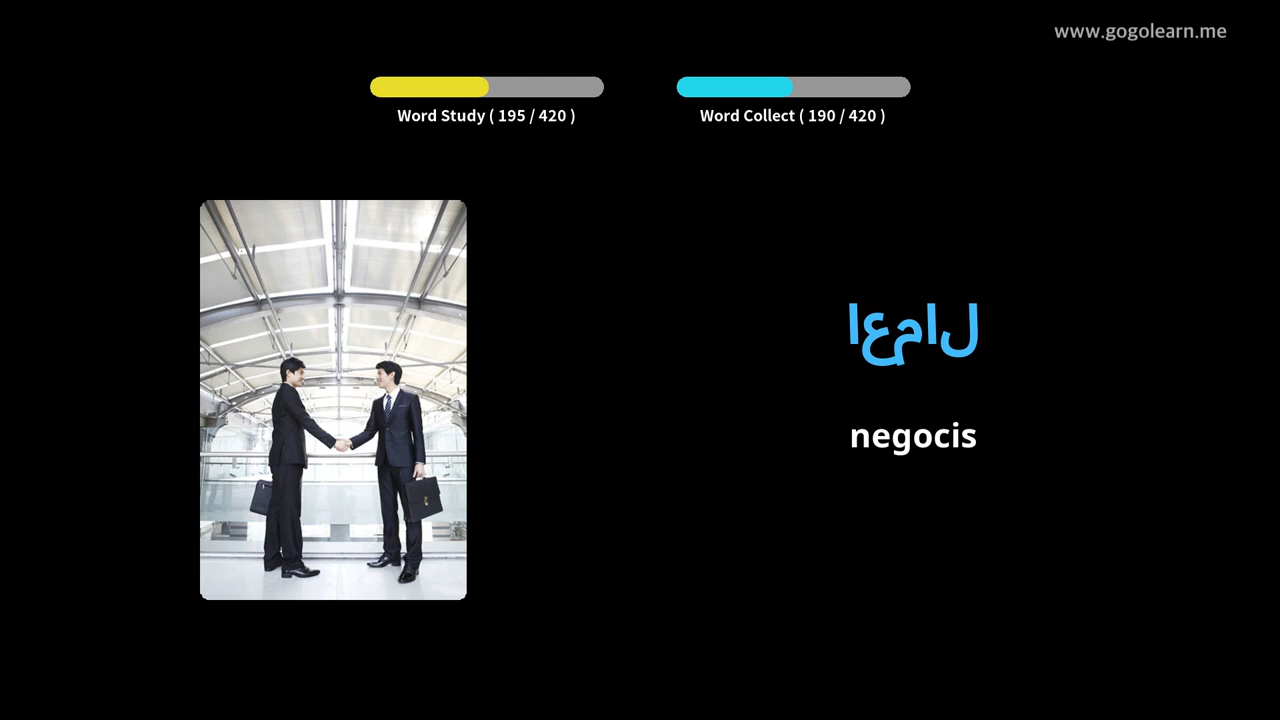 www.gogolearn.me
Word Study ( 195 / 420 )
Word Collect ( 190 / 420 )
اعمال
negocis